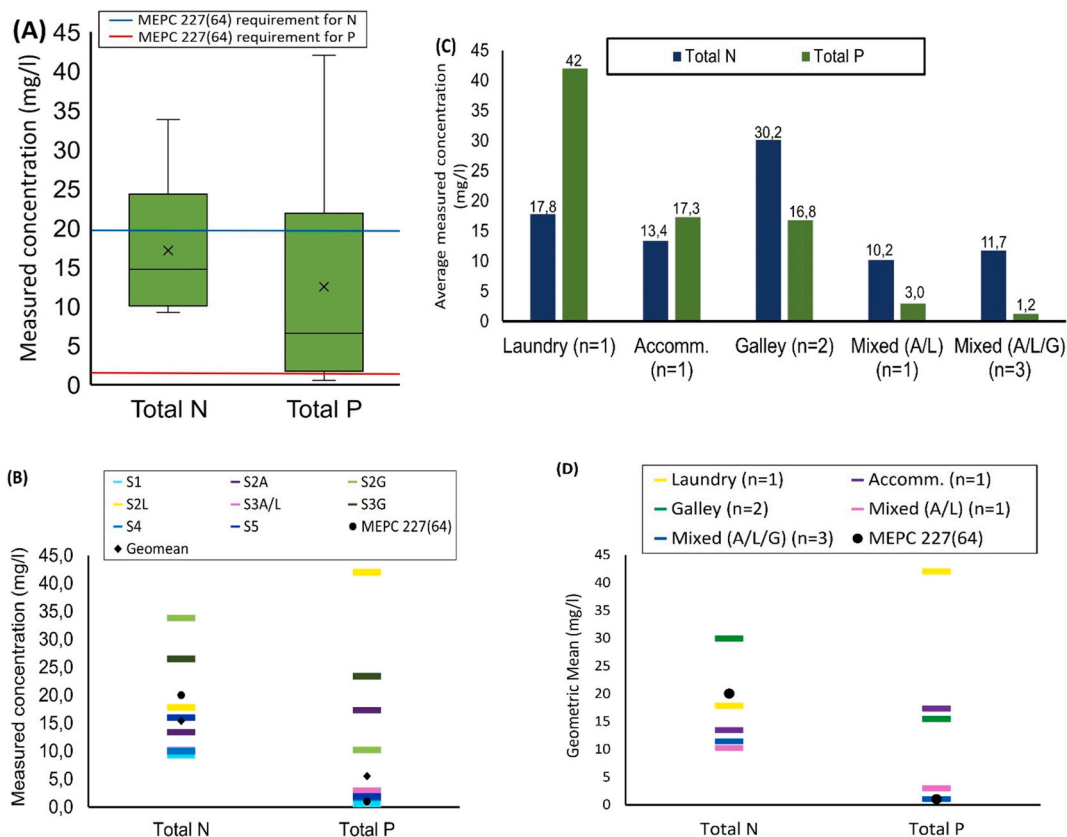 (A)
MEPC 227(64) requirement for N
MEPC 227(64) requirement for P
Measured concentration (mg/l)
45
40
35
30
25
20
15
10
5
0
Total N
Total P
(C)
Total N
Total P
Average measured concentration
(mg/l)
45
40
35
30
25
20
15
10
5
0
17,8
42
13,4
17,3
30,2
16,8
10,2
3,0
11,7
1,2
Laundry (n=1)
Accomm.
(n=1)
Galley (n=2)
Mixed (A/L)
(n=1)
Mixed (A/L/G)
(n=3)
(B)
S1
S2A
S2G
S2L
S3A/L
S3G
S4
S5
MEPC 227(64)
Geomean
Measured concentration (mg/l)
45,0
40,0
35,0
30,0
25,0
20,0
15,0
10,0
5,0
0,0
Total N
Total P
(D)
Laundry (n=1)
Accomm. (n=1)
Galley (n=2)
Mixed (A/L) (n=1)
Mixed (A/L/G) (n=3)
MEPC 227(64)
Geometric Mean (mg/l)
45
40
35
30
25
20
15
10
5
0
Total N
Total P